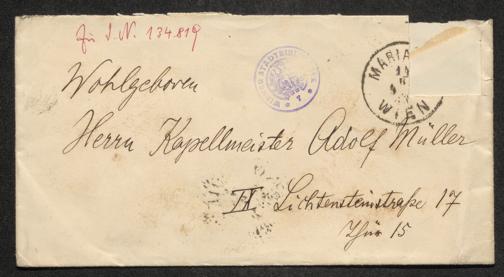 Zu I.N. 134.819
Wohlgeboren
Herrn Kapellmeister Adolf Müller
IV Lichtensteinstraße 17
Thür 15
MARIA
WIEN